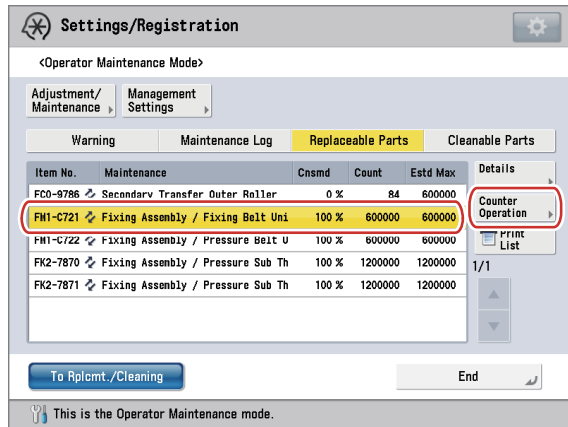 Settings/Registration
<Operator Maintenance Mode>
Adjustment/ Maintenance
Management Settings
Warning Maintenance Log Replaceable Parts Cleanable Parts
Item No. Maintenance Cnsmd Count Estd Max
FC0-9786 Secondary Transfer Outer Roller 0 % 84 600000
FM1-C721 Fixing Assembly / Fixing Belt Uni 100 % 600000 600000
FM1-C722 Fixing Assembly / Pressure Belt U 100 % 600000 600000
FK2-7870 Fixing Assembly / Pressure Sub Th 100 % 1200000 1200000
FK2-7871 Fixing Assembly / Pressure Sub Th 100 % 1200000 1200000
Details
Counter
Operation
Print
List
1/1
To Rplcmt./Cleaning
End
This is the Operator Maintenance mode.